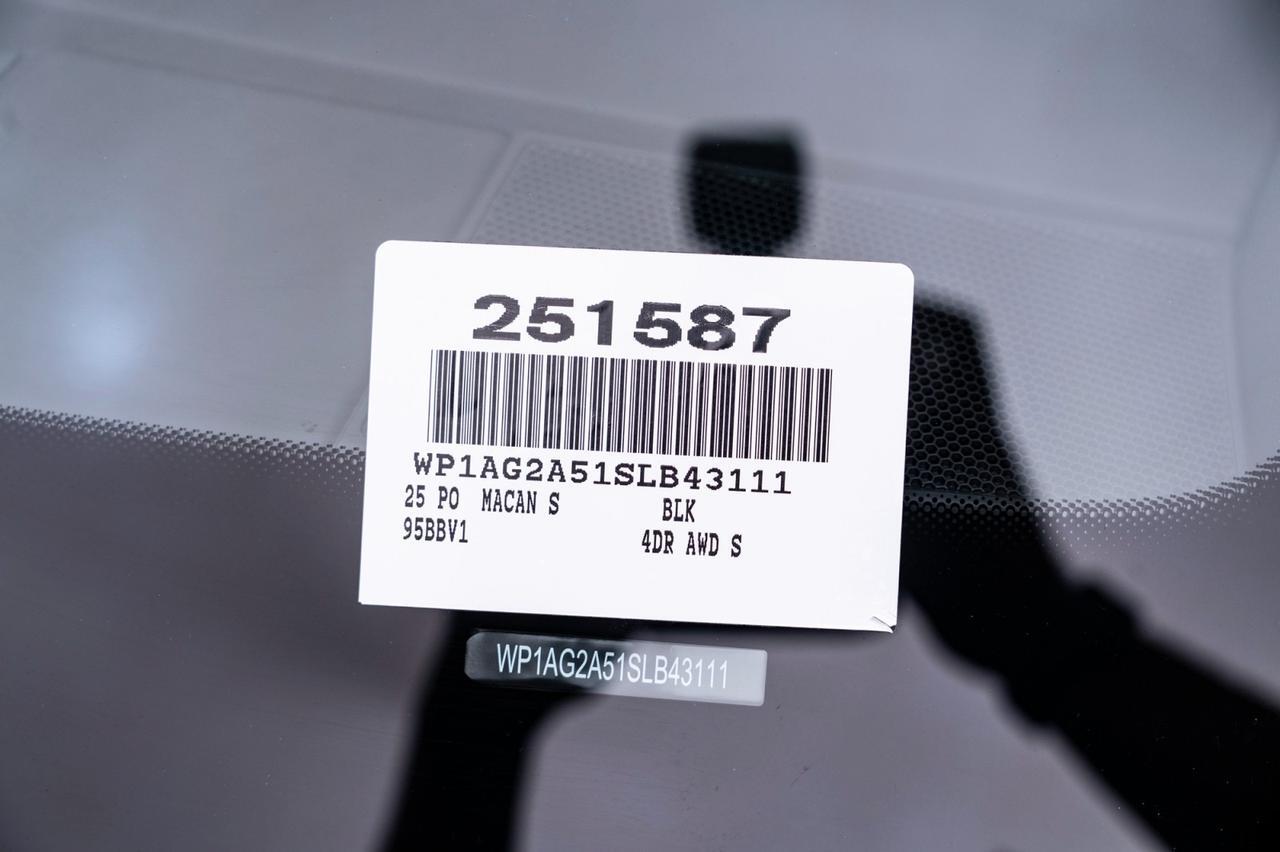 251587
WP1AG2A51SLB43111
25 PO MACAN S BLK
95BBV1 4DR AWD S
WP1AG2A51SLB43111